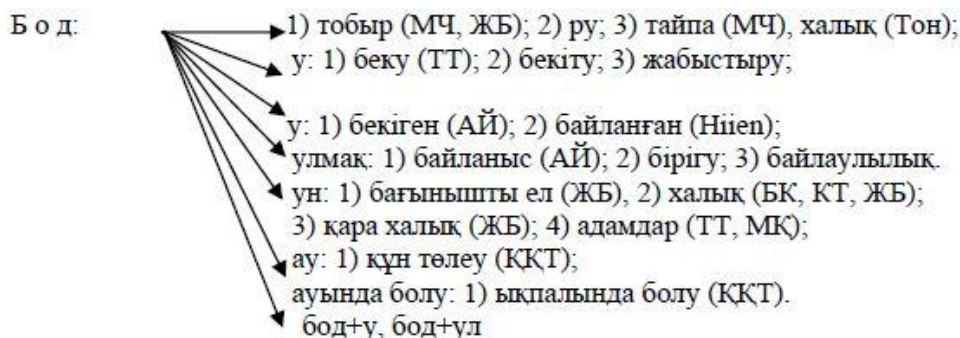 Б о д: 1) тобыр (МЧ, ЖБ); 2) ру; 3) тайпа (МЧ), халық (Тон);
у: 1) беку (ТТ); 2) бекіту; 3) жабыстыру;
у: 1) бекіген (АЙ); 2) байланған (Hüen);
улмақ: 1) байланыс (АЙ); 2) бірігу; 3) байлаулылық.
ун: 1) бағынышты ел (ЖБ), 2) халық (БК, КТ, ЖБ);
3) қара халық (ЖБ); 4) адамдар (ТТ, МҚ);
ау: 1) құн төлеу (ҚҚТ);
ауында болу: 1) ықпалында болу (ҚҚТ).
бод+у, бод+ул